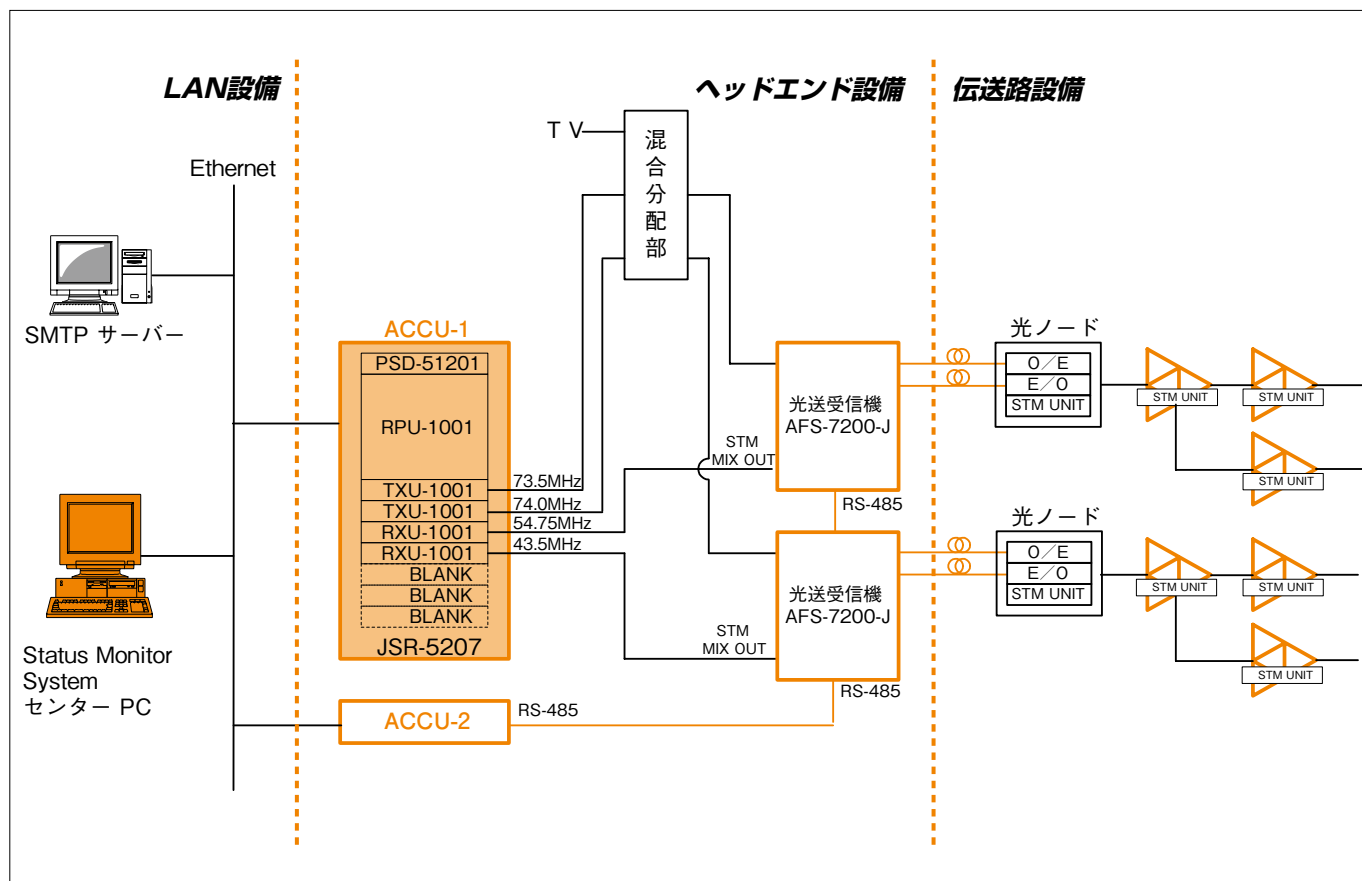 LAN設備
ヘッドエンド設備
伝送路設備
Ethernet
SMTP サーバー
Status Monitor
System
センター PC
T V
混合分配部
ACCU-1
PSD-51201
RPU-1001
TXU-1001
TXU-1001
RXU-1001
RXU-1001
BLANK
BLANK
BLANK
JSR-5207
73.5MHz
74.0MHz
54.75MHz
43.5MHz
ACCU-2
RS-485
STM
MIX OUT
光送受信機
AFS-7200-J
RS-485
STM
MIX OUT
光送受信機
AFS-7200-J
RS-485
光ノード
O/E
E/O
STM UNIT
STM UNIT
STM UNIT
STM UNIT
光ノード
O/E
E/O
STM UNIT
STM UNIT
STM UNIT
STM UNIT